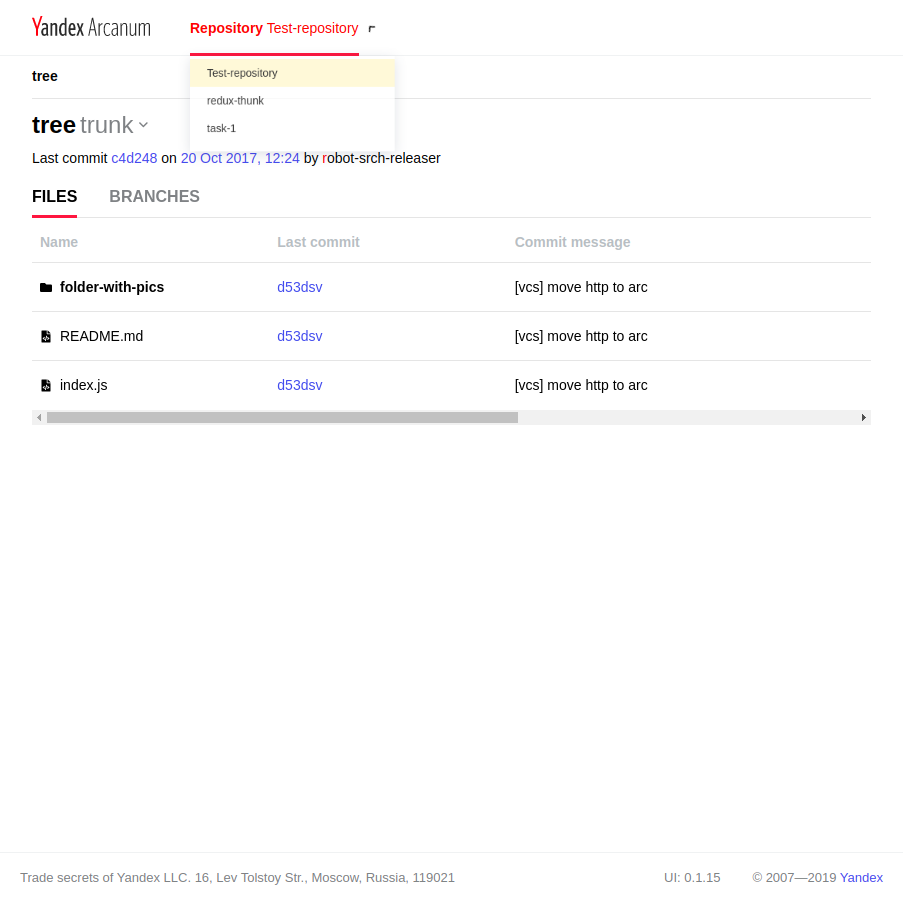 Yandex Arcanum Repository Test-repository
tree
Test-repository
redux-thunk
task-1
tree trunk
Last commit c4d248 on 20 Oct 2017, 12:24 by robot-srch-releaser
FILES BRANCHES
Name Last commit Commit message
folder-with-pics d53dsv [vcs] move http to arc
README.md d53dsv [vcs] move http to arc
index.js d53dsv [vcs] move http to arc
Trade secrets of Yandex LLC. 16, Lev Tolstoy Str., Moscow, Russia, 119021 UI: 0.1.15 © 2007—2019 Yandex